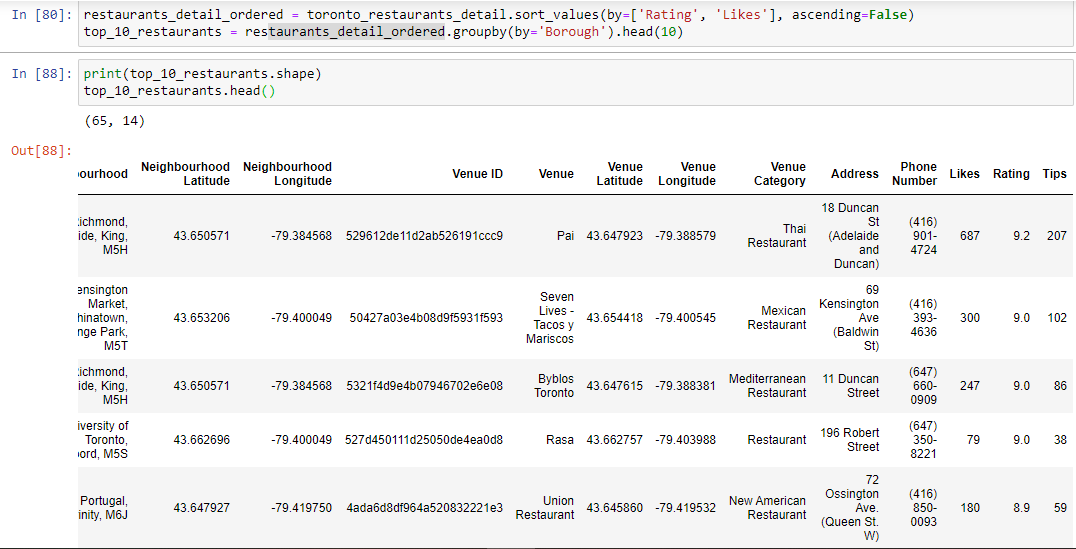 In [80]: restaurants_detail_ordered = toronto_restaurants_detail.sort_values(by=['Rating', 'Likes'], ascending=False)
top_10_restaurants = restaurants_detail_ordered.groupby(by='Borough').head(10)
In [88]: print(top_10_restaurants.shape)
top_10_restaurants.head()
(65, 14)
Out[88]:
ourhood Neighbourhood Latitude Neighbourhood Longitude Venue ID Venue Venue Latitude Venue Longitude Venue Category Address Phone Number Likes Rating Tips
ichmond, ide, King, M5H 43.650571 -79.384568 529612de11d2ab526191ccc9 Pai 43.647923 -79.388579 Thai Restaurant 18 Duncan St (Adelaide and Duncan) (416) 901-4724 687 9.2 207
ensington Market, hinatown, nge Park, M5T 43.653206 -79.400049 50427a03e4b08d9f5931f593 Seven Lives - Tacos y Mariscos 43.654418 -79.400545 Mexican Restaurant 69 Kensington Ave (Baldwin St) (416) 393-4636 300 9.0 102
ichmond, ide, King, M5H 43.650571 -79.384568 5321f4d9e4b07946702e6e08 Byblos Toronto 43.647615 -79.388381 Mediterranean Restaurant 11 Duncan Street (647) 660-0909 247 9.0 86
iversity of Toronto, ord, M5S 43.662696 -79.400049 527d450111d25050de4ea0d8 Rasa 43.662757 -79.403988 Restaurant 196 Robert Street (647) 350-8221 79 9.0 38
Portugal, inity, M6J 43.647927 -79.419750 4ada6d8df964a520832221e3 Union Restaurant 43.645860 -79.419532 New American Restaurant 72 Ossington Ave. (Queen St. W) (416) 850-0093 180 8.9 59